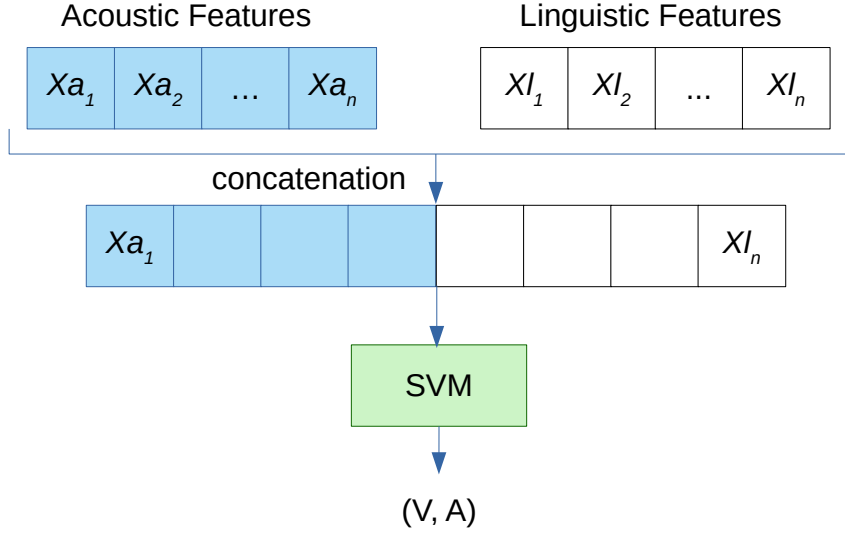 Acoustic Features Linguistic Features
Xa₁ Xa₂ ... Xaₙ Xl₁ Xl₂ ... Xlₙ
concatenation
Xa₁ Xlₙ
SVM
(V, A)